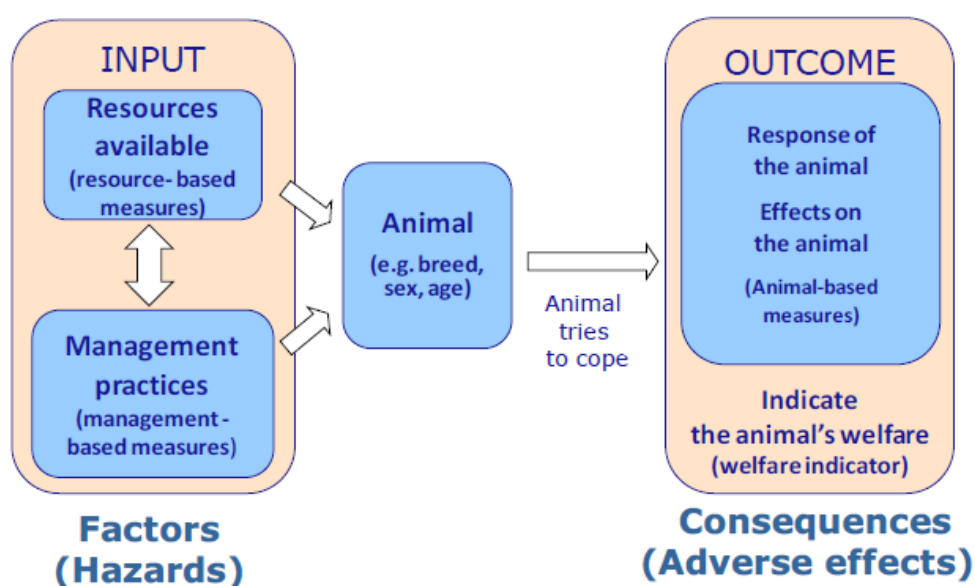 INPUT
Resources
available
(resource- based
measures)
Management
practices
(management -
based measures)
Factors
(Hazards)
Animal
(e.g. breed,
sex, age)
Animal
tries
to cope
OUTCOME
Response of
the animal
Effects on
the animal
(Animal-based
measures)
Indicate
the animal's welfare
(welfare indicator)
Consequences
(Adverse effects)